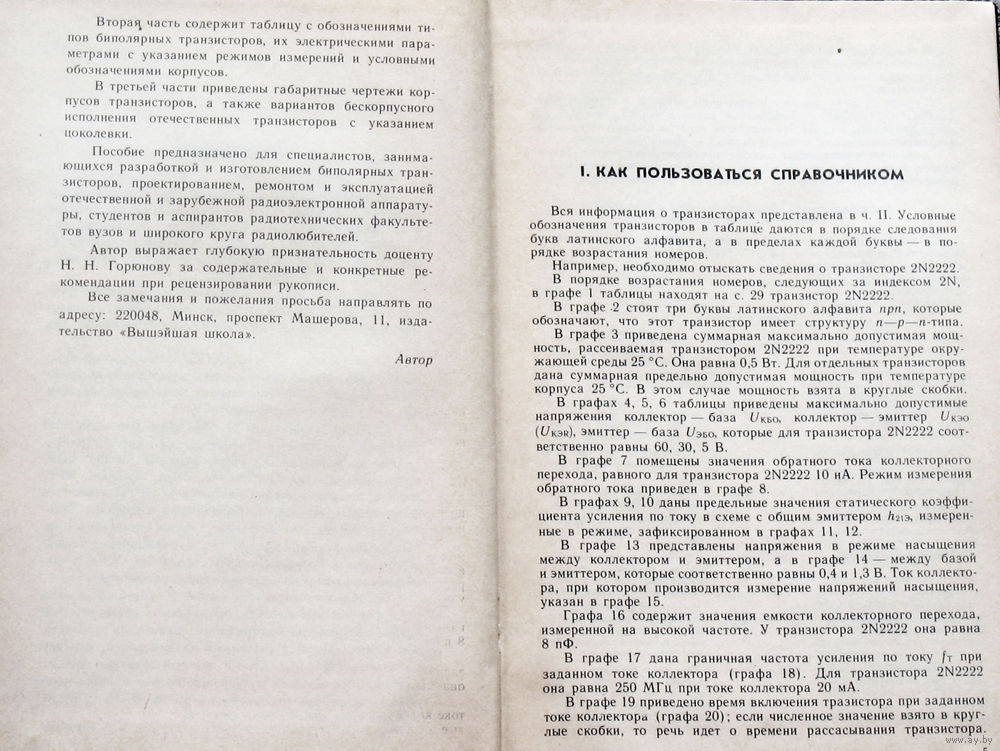 Вторая часть содержит таблицу с обозначениями ти-
пов биполярных транзисторов, их электрическими пара-
метрами с указанием режимов измерений и условными
обозначениями корпусов.
В третьей части приведены габаритные чертежи кор-
пусов транзисторов, а также вариантов бескорпусного
исполнения отечественных транзисторов с указанием
цоколевки.
Пособие предназначено для специалистов, занима-
ющихся разработкой и изготовлением биполярных тран-
зисторов, проектированием, ремонтом и эксплуатацией
отечественной и зарубежной радиоэлектронной аппарату-
ры, студентов и аспирантов радиотехнических факульте-
тов вузов и широкого круга радиолюбителей.
Автор выражает глубокую признательность доценту
Н. Н. Горюнову за содержательные и конкретные ре-
комендации при рецензировании рукописи.
Все замечания и пожелания просьба направлять по
адресу: 220048, Минск, проспект Машерова, 11, изда-
тельство «Вышэйшая школа».
Автор
I. КАК ПОЛЬЗОВАТЬСЯ СПРАВОЧНИКОМ
Вся информация о транзисторах представлена в ч. II. Условные
обозначения транзисторов в таблице даются в порядке следования
букв латинского алфавита, а в пределах каждой буквы — в по-
рядке возрастания номеров.
Например, необходимо отыскать сведения о транзисторе 2N2222.
В порядке возрастания номеров, следующих за индексом 2N,
в графе 1 таблицы находят на с. 29 транзистор 2N2222.
В графе 2 стоят три буквы латинского алфавита npn, которые
обозначают, что этот транзистор имеет структуру n—p—n-типа.
В графе 3 приведена суммарная максимально допустимая мощ-
ность, рассеиваемая транзистором 2N2222 при температуре окру-
жающей среды 25 °С. Она равна 0,5 Вт. Для отдельных транзисторов
дана суммарная предельно допустимая мощность при температуре
корпуса 25 °С. В этом случае мощность взята в круглые скобки.
В графах 4, 5, 6 таблицы приведены максимально допустимые
напряжения коллектор — база UКБО, коллектор — эмиттер UКЭО
(UКЭR), эмиттер — база UЭБО, которые для транзистора 2N2222 соот-
ветственно равны 60, 30, 5 В.
В графе 7 помещены значения обратного тока коллекторного
перехода, равного для транзистора 2N2222 10 нА. Режим измерения
обратного тока приведен в графе 8.
В графах 9, 10 даны предельные значения статического коэффи-
циента усиления по току в схеме с общим эмиттером h21Э, измерен-
ные в режиме, зафиксированном в графах 11, 12.
В графе 13 представлены напряжения в режиме насыщения
между коллектором и эмиттером, а в графе 14 — между базой
и эмиттером, которые соответственно равны 0,4 и 1,3 В. Ток коллекто-
ра, при котором производится измерение напряжений насыщения,
указан в графе 15.
Графа 16 содержит значения емкости коллекторного перехода,
измеренной на высокой частоте. У транзистора 2N2222 она равна
8 пФ.
В графе 17 дана граничная частота усиления по току fT при
заданном токе коллектора (графа 18). Для транзистора 2N2222
она равна 250 МГц при токе коллектора 20 мА.
В графе 19 приведено время включения тразистора при заданном
токе коллектора (графа 20); если численное значение взято в круг-
лые скобки, то речь идет о времени рассасывания транзистора.
www.ay.by